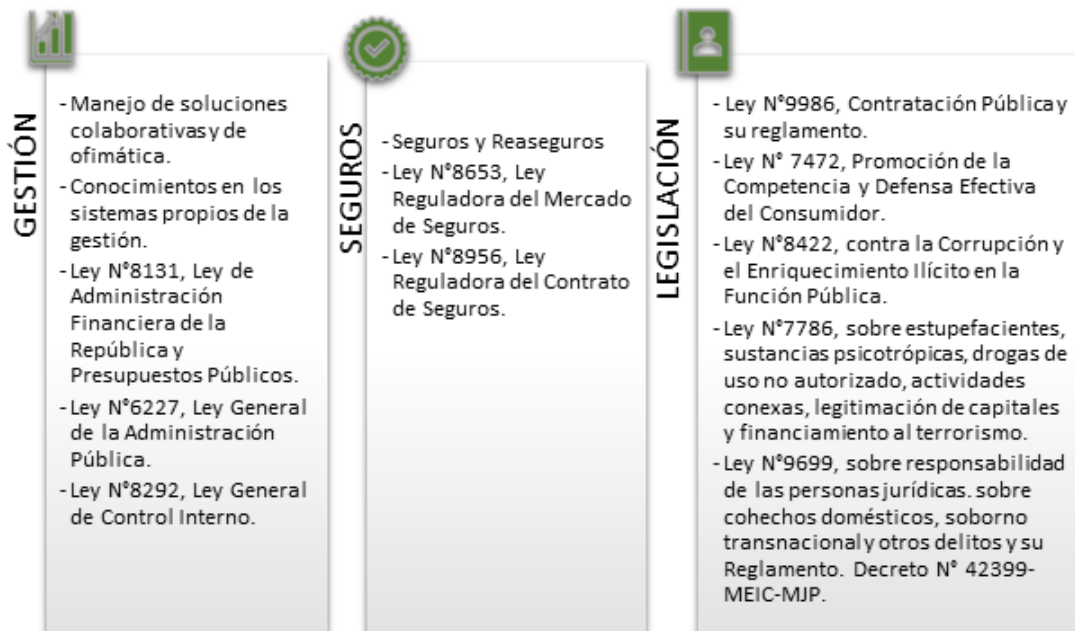 GESTIÓN
- Manejo de soluciones
colaborativas y de
ofimática.
- Conocimientos en los
sistemas propios de la
gestión.
- Ley N°8131, Ley de
Administración
Financiera de la
República y
Presupuestos Públicos.
- Ley N°6227, Ley General
de la Administración
Pública.
- Ley N°8292, Ley General
de Control Interno.
SEGUROS
- Seguros y Reaseguros
- Ley N°8653, Ley
Reguladora del Mercado
de Seguros.
- Ley N°8956, Ley
Reguladora del Contrato
de Seguros.
LEGISLACIÓN
- Ley N°9986, Contratación Pública y
su reglamento.
- Ley N° 7472, Promoción de la
Competencia y Defensa Efectiva
del Consumidor.
- Ley N°8422, contra la Corrupción y
el Enriquecimiento Ilícito en la
Función Pública.
- Ley N°7786, sobre estupefacientes,
sustancias psicotrópicas, drogas de
uso no autorizado, actividades
conexas, legitimación de capitales
y financiamiento al terrorismo.
- Ley N°9699, sobre responsabilidad
de las personas jurídicas. sobre
cohechos domésticos, soborno
transnacional y otros delitos y su
Reglamento. Decreto N° 42399-
MEIC-MJP.